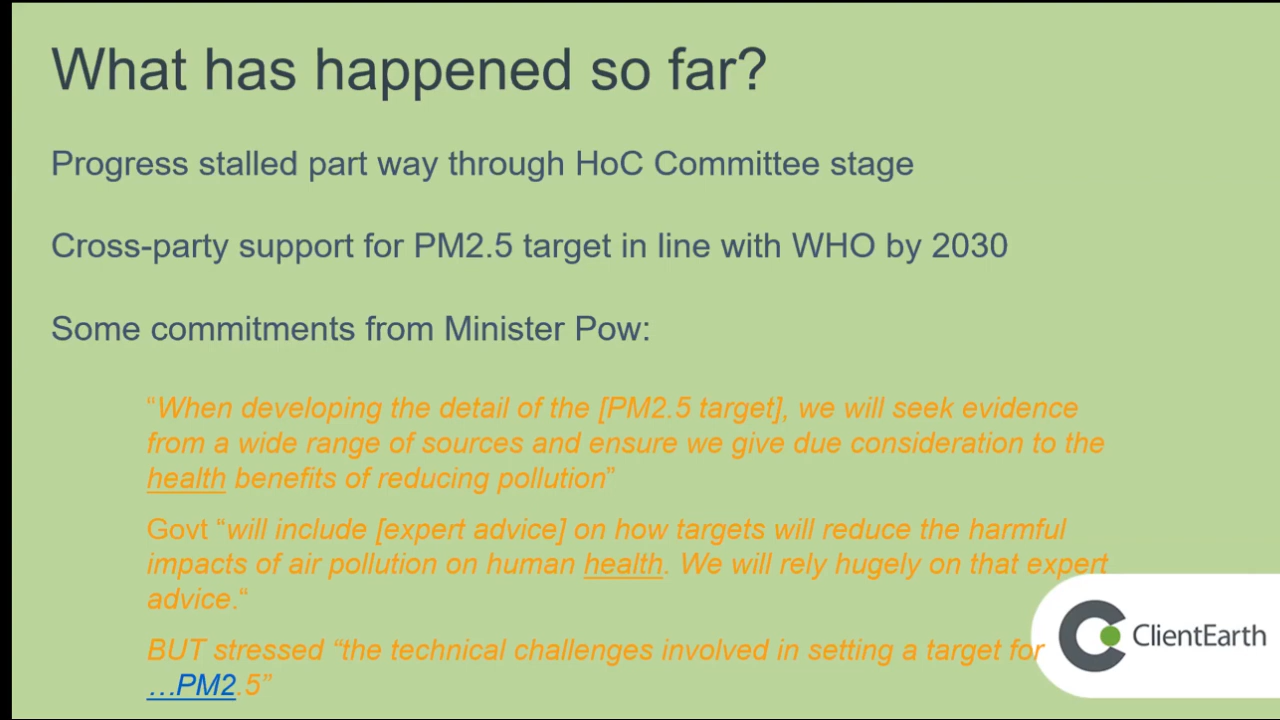 What has happened so far?
Progress stalled part way through HoC Committee stage
Cross-party support for PM2.5 target in line with WHO by 2030
Some commitments from Minister Pow:
“When developing the detail of the [PM2.5 target], we will seek evidence
from a wide range of sources and ensure we give due consideration to the
health benefits of reducing pollution”
Govt “will include [expert advice] on how targets will reduce the harmful
impacts of air pollution on human health. We will rely hugely on that expert
advice.“
BUT stressed “the technical challenges involved in setting a target for
…PM2.5”
ClientEarth